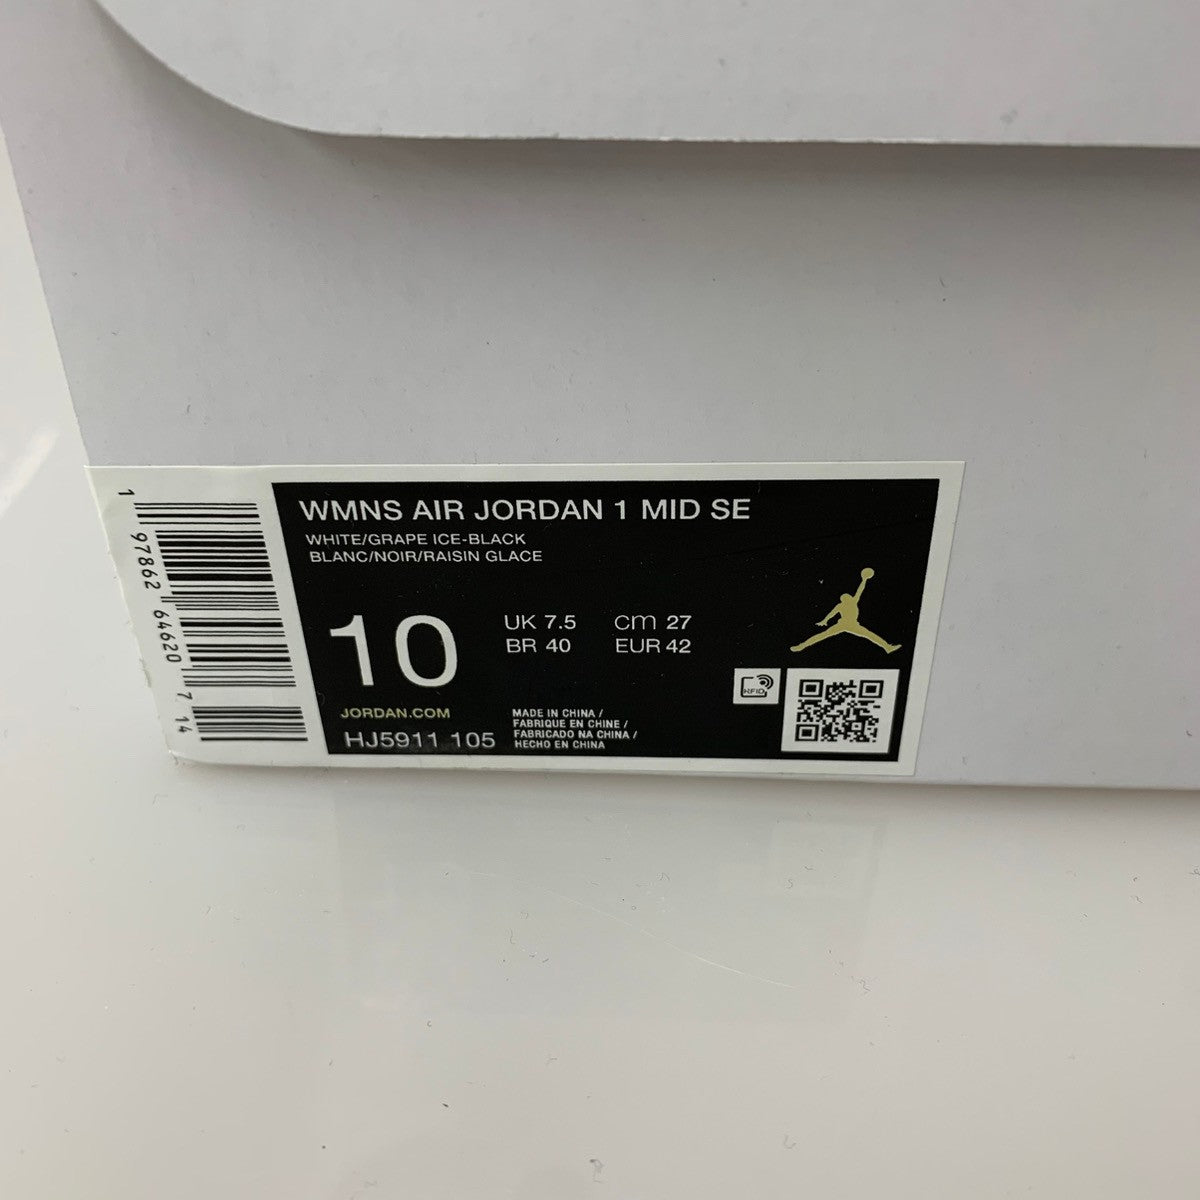 WMNS AIR JORDAN 1 MID SE
WHITE/GRAPE ICE-BLACK
BLANC/NOIR/RAISIN GLACE
10
UK 7.5 cm 27
BR 40 EUR 42
JORDAN.COM
HJ5911 105
MADE IN CHINA /
FABRIQUE EN CHINE /
FABRICADO NA CHINA /
HECHO EN CHINA
RFID
1 97862 64620 7 14